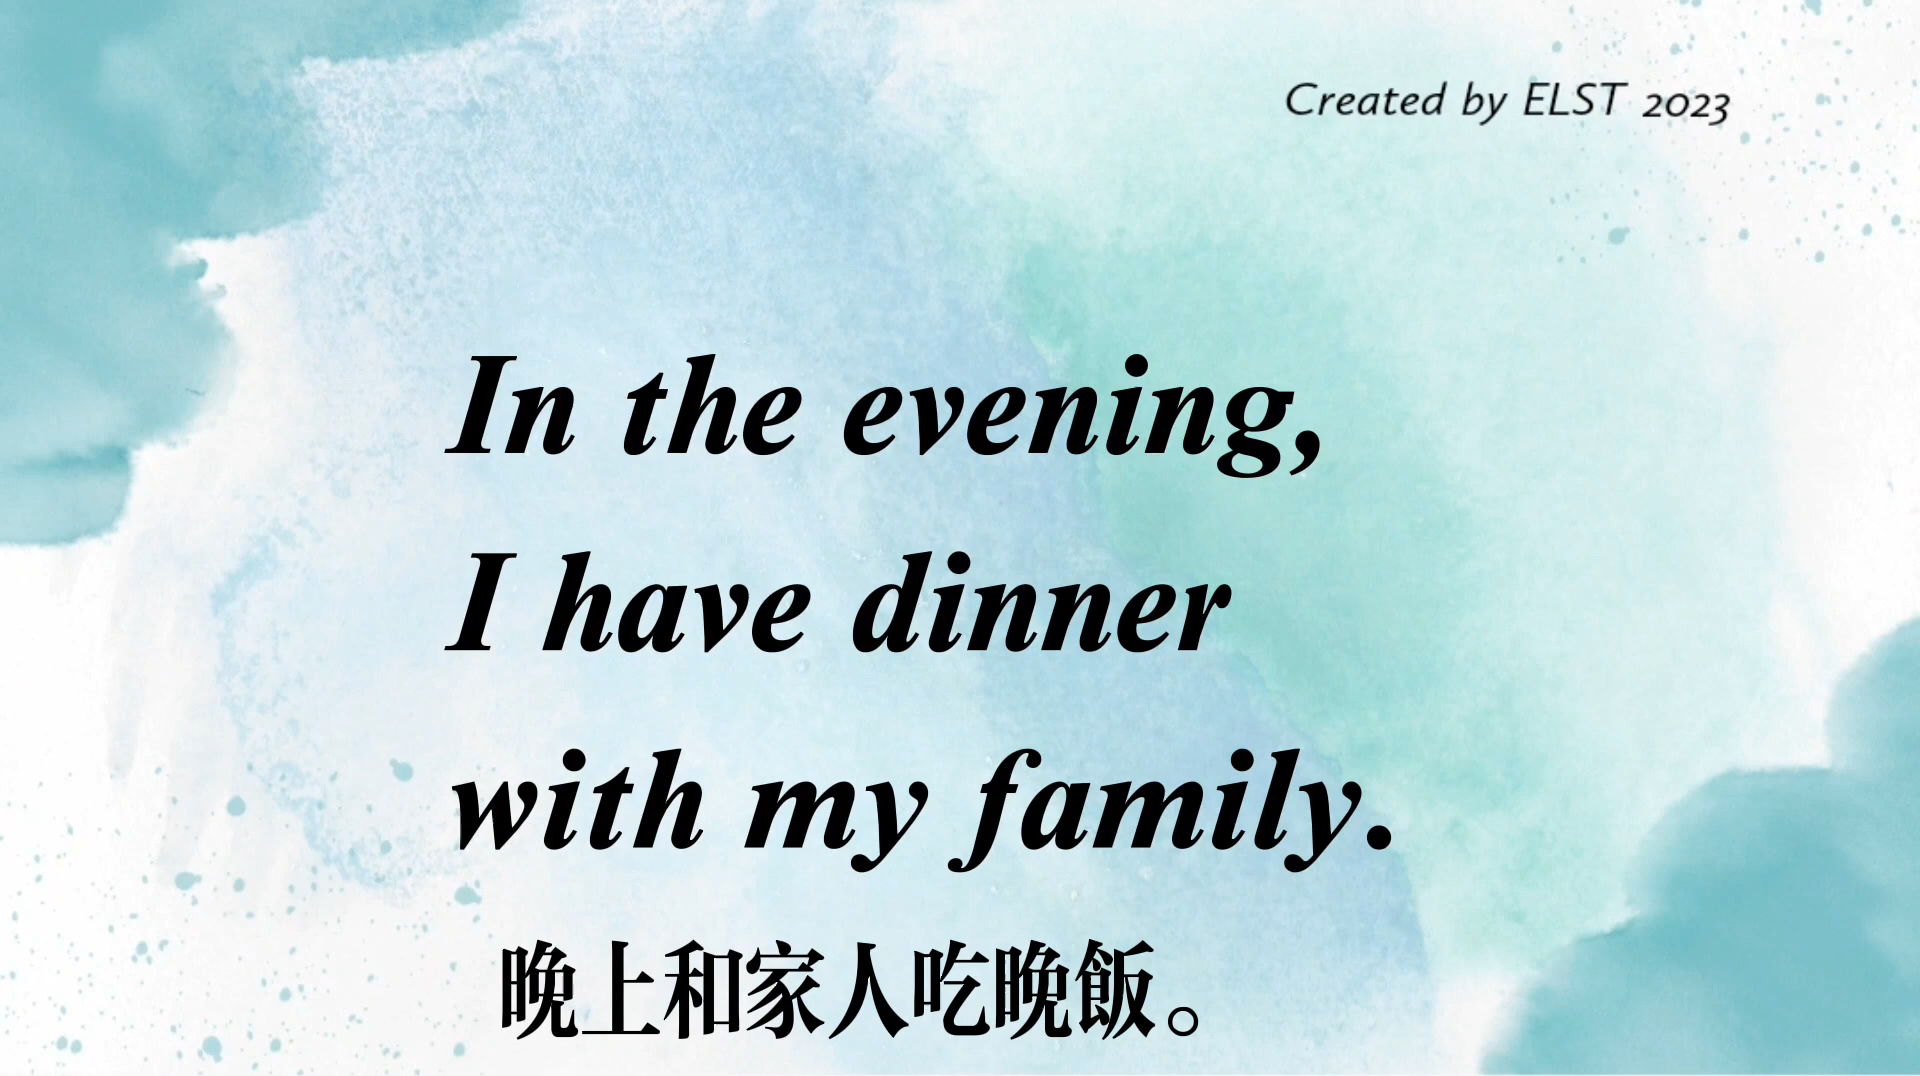 Created by ELST 2023
In the evening,
I have dinner
with my family.
晚上和家人吃晚飯。